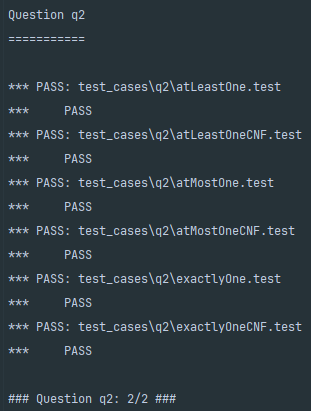 Question q2
===========
*** PASS: test_cases\q2\atLeastOne.test
***     PASS
*** PASS: test_cases\q2\atLeastOneCNF.test
***     PASS
*** PASS: test_cases\q2\atMostOne.test
***     PASS
*** PASS: test_cases\q2\atMostOneCNF.test
***     PASS
*** PASS: test_cases\q2\exactlyOne.test
***     PASS
*** PASS: test_cases\q2\exactlyOneCNF.test
***     PASS
### Question q2: 2/2 ###